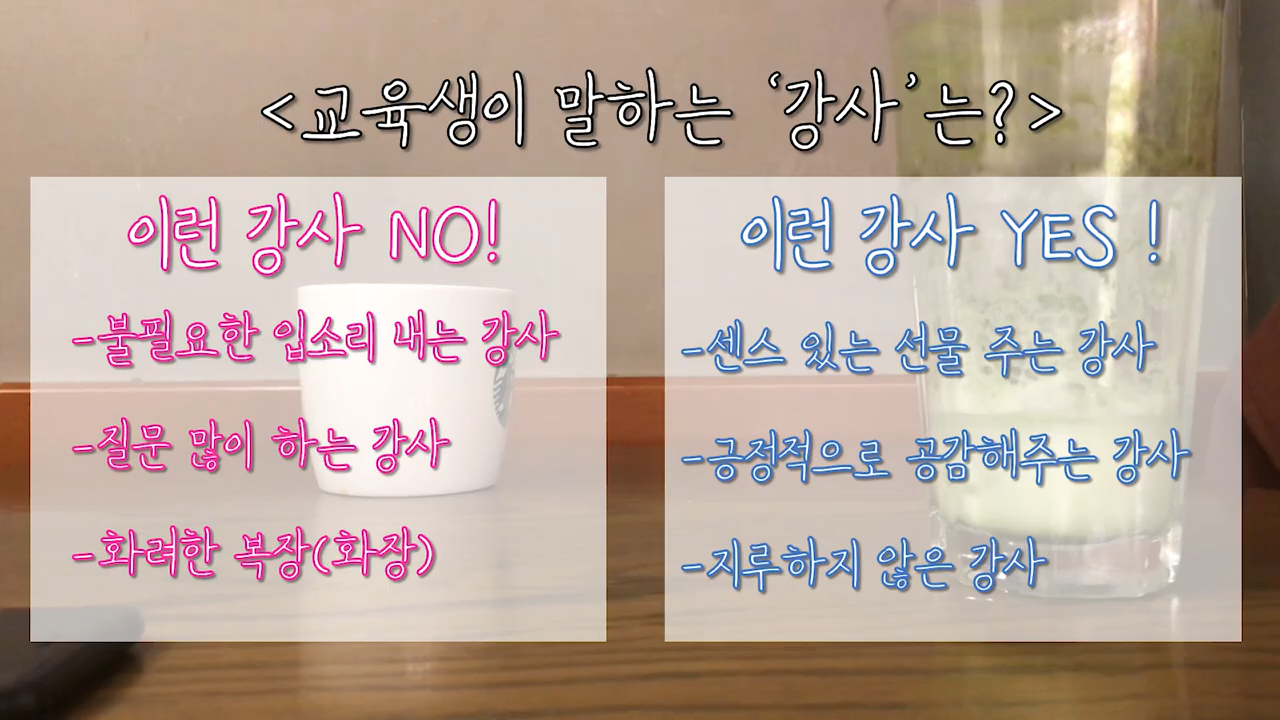 <교육생이 말하는 '강사'는?>
이런 강사 NO!
-불필요한 입소리 내는 강사
-질문 많이 하는 강사
-화려한 복장(화장)
이런 강사 YES !
-센스 있는 선물 주는 강사
-긍정적으로 공감해주는 강사
-지루하지 않은 강사